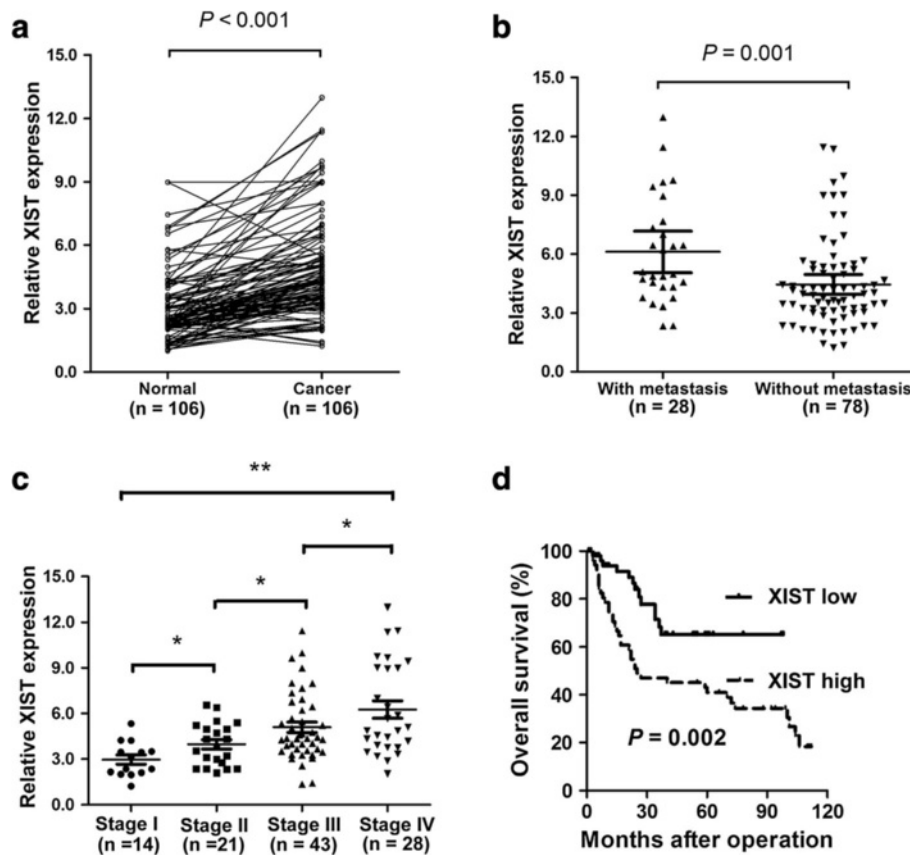 a
P < 0.001
15.0
12.0
9.0
6.0
3.0
0.0
Relative XIST expression
Normal
(n = 106)
Cancer
(n = 106)
b
P = 0.001
15.0
12.0
9.0
6.0
3.0
0.0
Relative XIST expression
With metastasis
(n = 28)
Without metastasis
(n = 78)
c
**
*
*
*
15.0
12.0
9.0
6.0
3.0
0.0
Relative XIST expression
Stage I
(n =14)
Stage II
(n =21)
Stage III
(n = 43)
Stage IV
(n = 28)
d
100
80
60
40
20
0
Overall survival (%)
XIST low
XIST high
P = 0.002
0 30 60 90 120
Months after operation